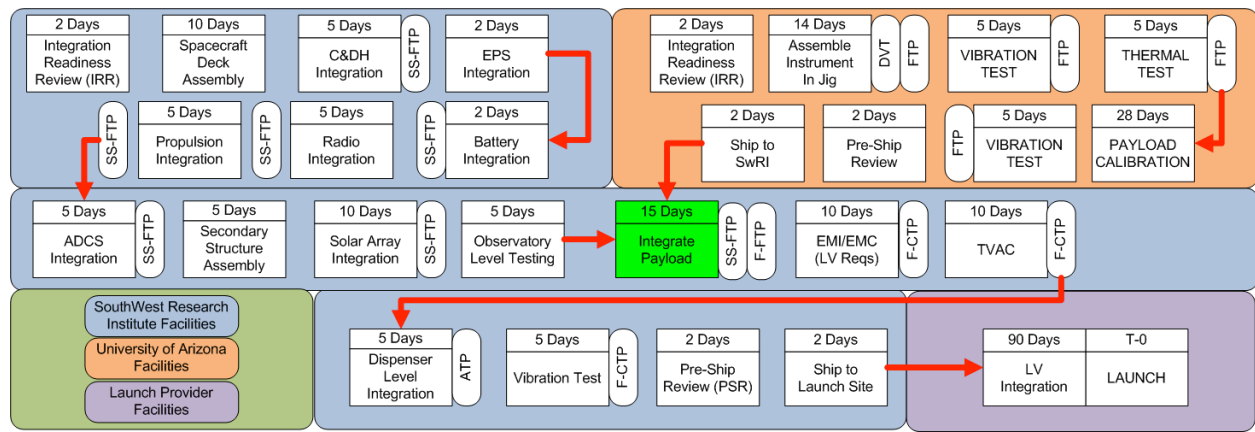 2 Days
Integration
Readiness
Review (IRR)
10 Days
Spacecraft
Deck
Assembly
5 Days
C&DH
Integration
SS-FTP
2 Days
EPS
Integration
SS-FTP
5 Days
Propulsion
Integration
SS-FTP
5 Days
Radio
Integration
SS-FTP
2 Days
Battery
Integration
2 Days
Integration
Readiness
Review (IRR)
14 Days
Assemble
Instrument
In Jig
DVT
FTP
5 Days
VIBRATION
TEST
FTP
5 Days
THERMAL
TEST
FTP
2 Days
Ship to
SwRI
2 Days
Pre-Ship
Review
FTP
5 Days
VIBRATION
TEST
28 Days
PAYLOAD
CALIBRATION
5 Days
ADCS
Integration
SS-FTP
5 Days
Secondary
Structure
Assembly
10 Days
Solar Array
Integration
SS-FTP
5 Days
Observatory
Level Testing
15 Days
Integrate
Payload
SS-FTP
F-FTP
10 Days
EMI/EMC
(LV Reqs)
F-CTP
10 Days
TVAC
F-CTP
SouthWest Research
Institute Facilities
University of Arizona
Facilities
Launch Provider
Facilities
5 Days
Dispenser
Level
Integration
ATP
5 Days
Vibration Test
F-CTP
2 Days
Pre-Ship
Review (PSR)
2 Days
Ship to
Launch Site
90 Days
LV
Integration
T-0
LAUNCH